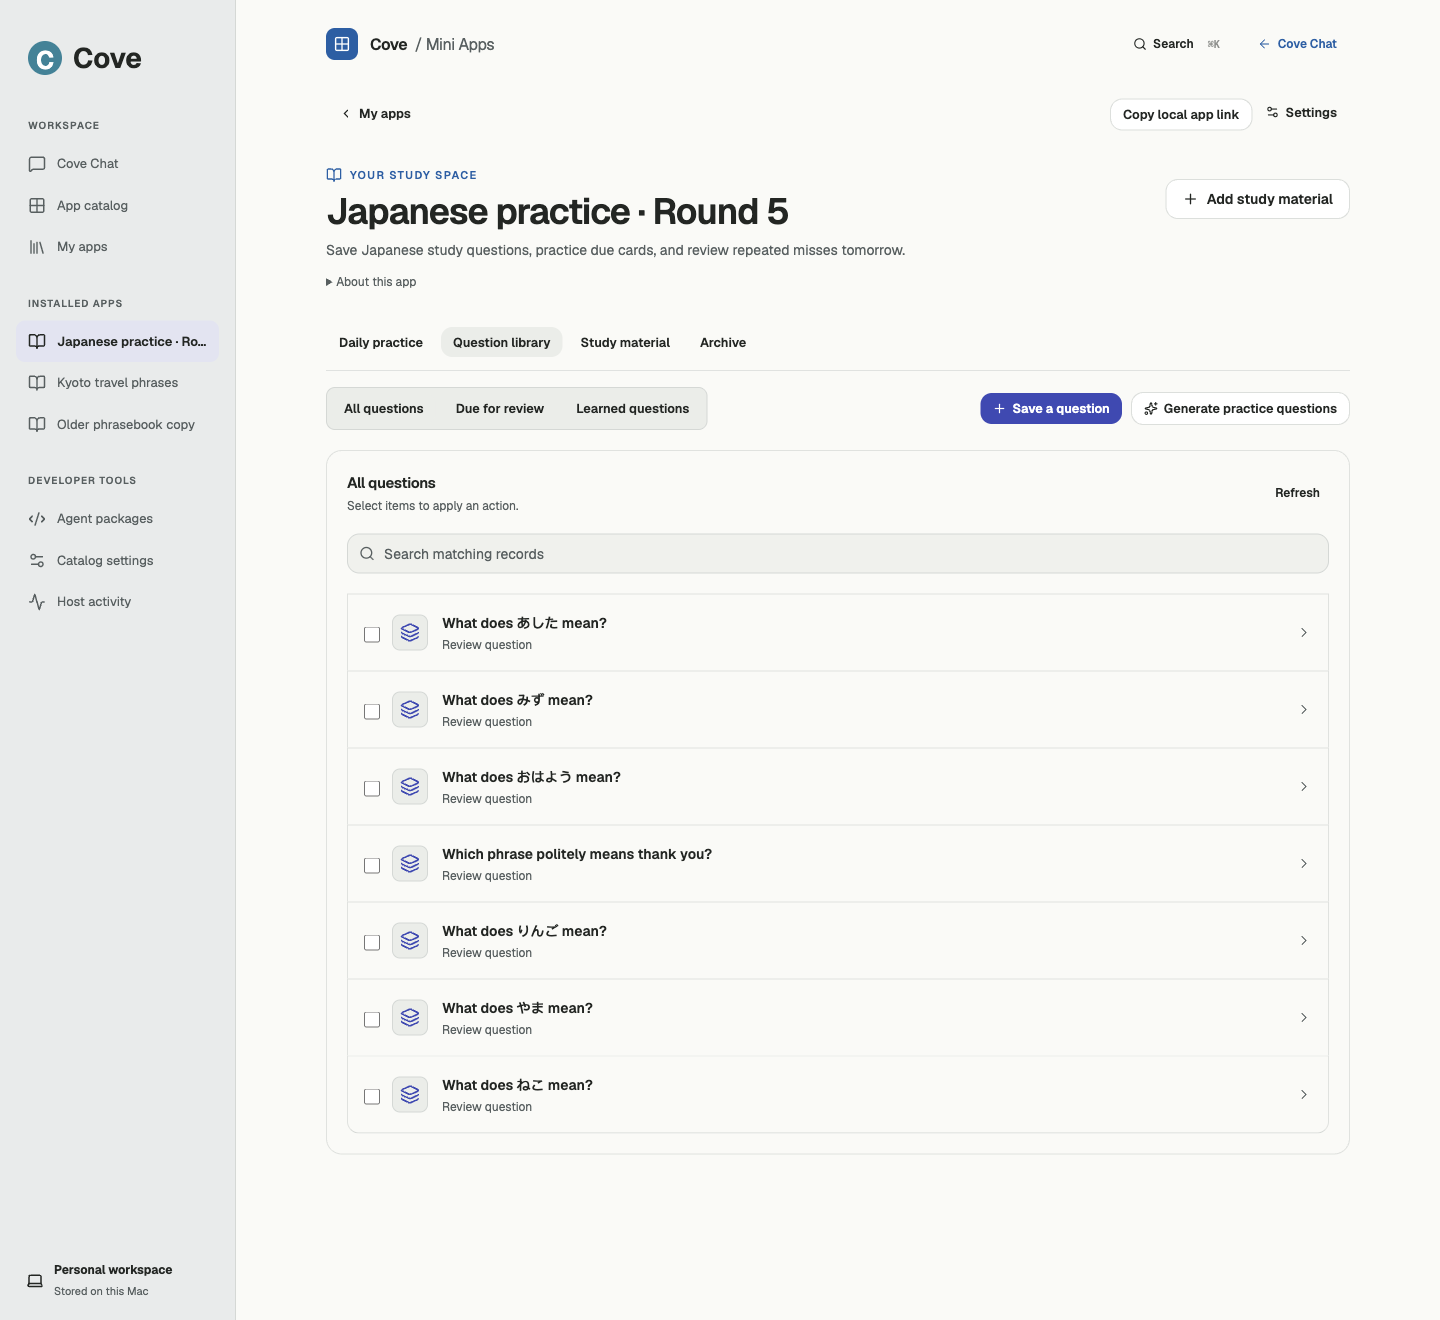 C Cove
WORKSPACE
Cove Chat
App catalog
My apps
INSTALLED APPS
Japanese practice · Ro...
Kyoto travel phrases
Older phrasebook copy
DEVELOPER TOOLS
Agent packages
Catalog settings
Host activity
Personal workspace
Stored on this Mac
Cove / Mini Apps
Search ⌘K
Cove Chat
My apps
Copy local app link
Settings
YOUR STUDY SPACE
Japanese practice · Round 5
Add study material
Save Japanese study questions, practice due cards, and review repeated misses tomorrow.
About this app
Daily practice
Question library
Study material
Archive
All questions
Due for review
Learned questions
Save a question
Generate practice questions
All questions
Select items to apply an action.
Refresh
Search matching records
What does あした mean?
Review question
What does みず mean?
Review question
What does おはよう mean?
Review question
Which phrase politely means thank you?
Review question
What does りんご mean?
Review question
What does やま mean?
Review question
What does ねこ mean?
Review question